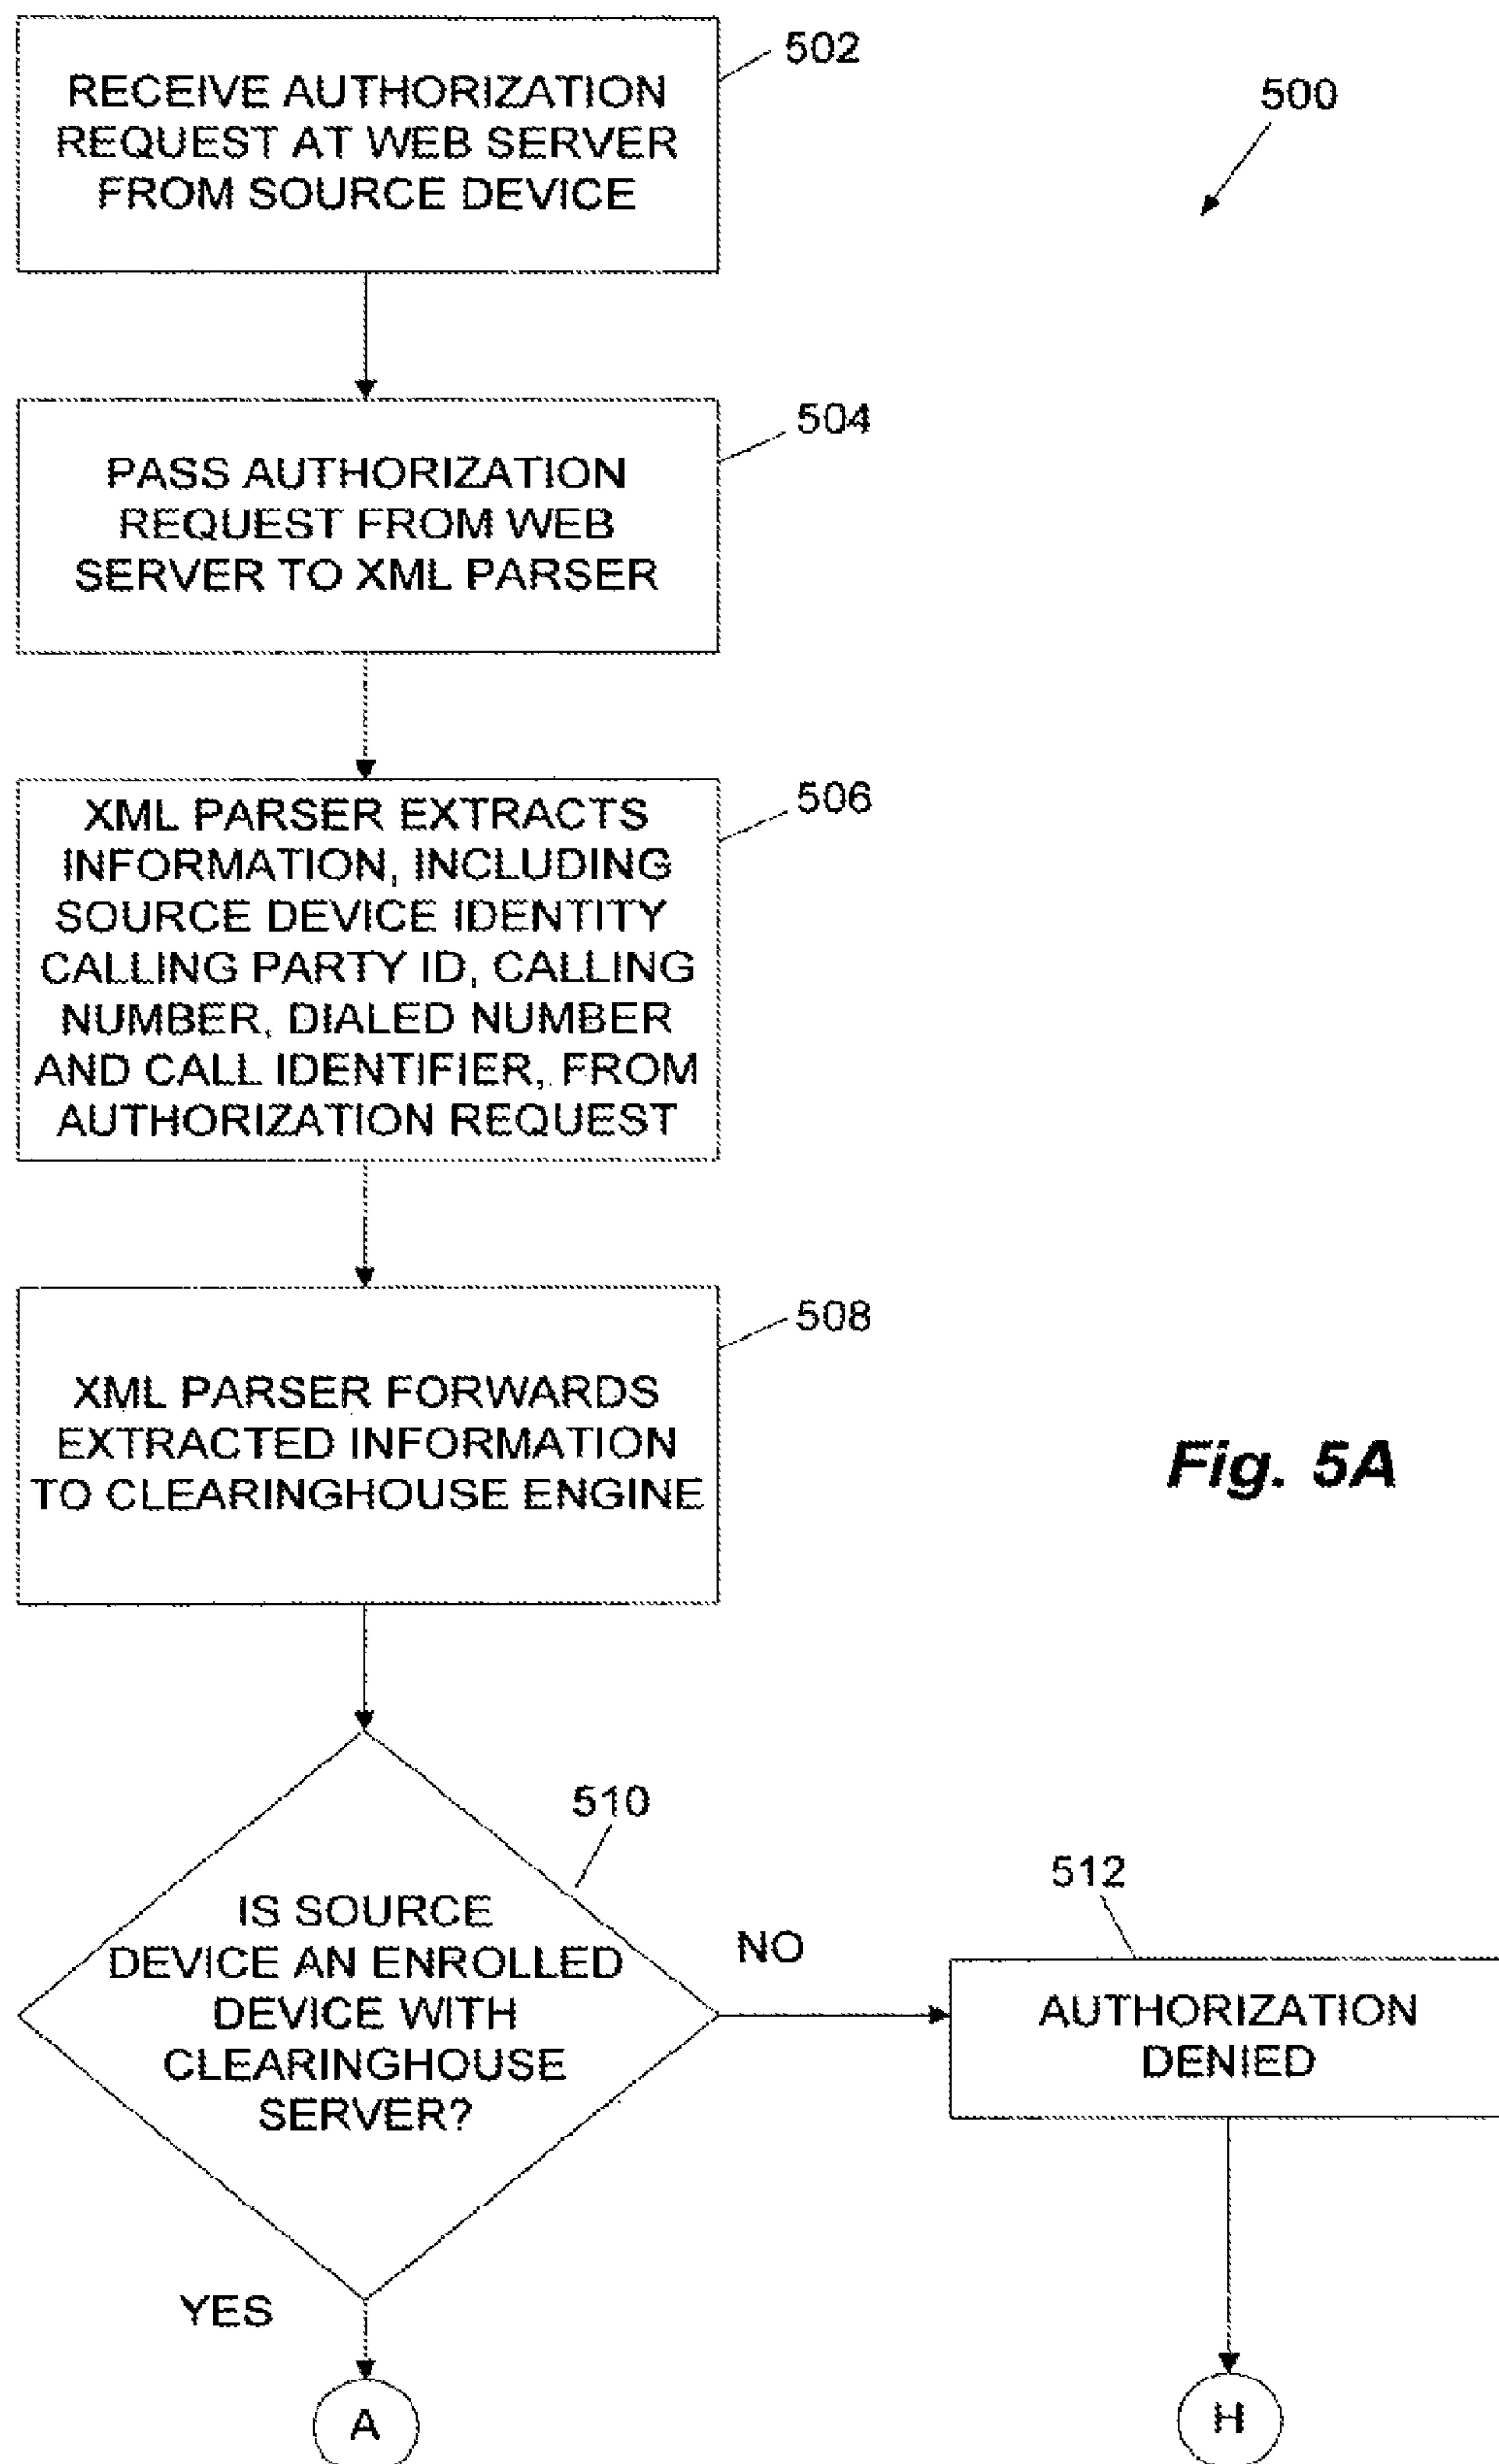 RECEIVE AUTHORIZATION
REQUEST AT WEB SERVER
FROM SOURCE DEVICE
502
500
PASS AUTHORIZATION
REQUEST FROM WEB
SERVER TO XML PARSER
504
XML PARSER EXTRACTS
INFORMATION, INCLUDING
SOURCE DEVICE IDENTITY
CALLING PARTY ID, CALLING
NUMBER, DIALED NUMBER
AND CALL IDENTIFIER, FROM
AUTHORIZATION REQUEST
506
XML PARSER FORWARDS
EXTRACTED INFORMATION
TO CLEARINGHOUSE ENGINE
508
Fig. 5A
IS SOURCE
DEVICE AN ENROLLED
DEVICE WITH
CLEARINGHOUSE
SERVER?
510
NO
512
AUTHORIZATION
DENIED
YES
A
H